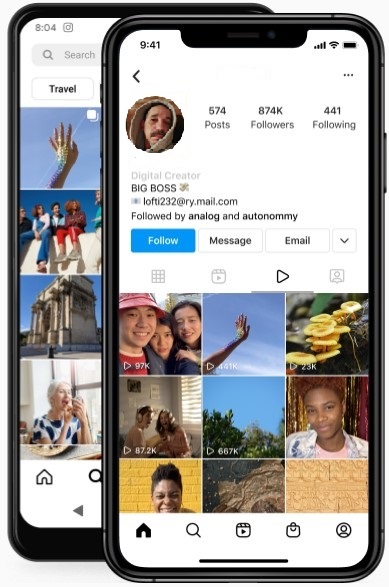 8:04
Search
Travel
9:41
574 874K 441
Posts Followers Following
Digital Creator
BIG BOSS
lofti232@ry.mail.com
Followed by analog and autonommy
Follow Message Email
97K 441K 23K
87.2K 667K